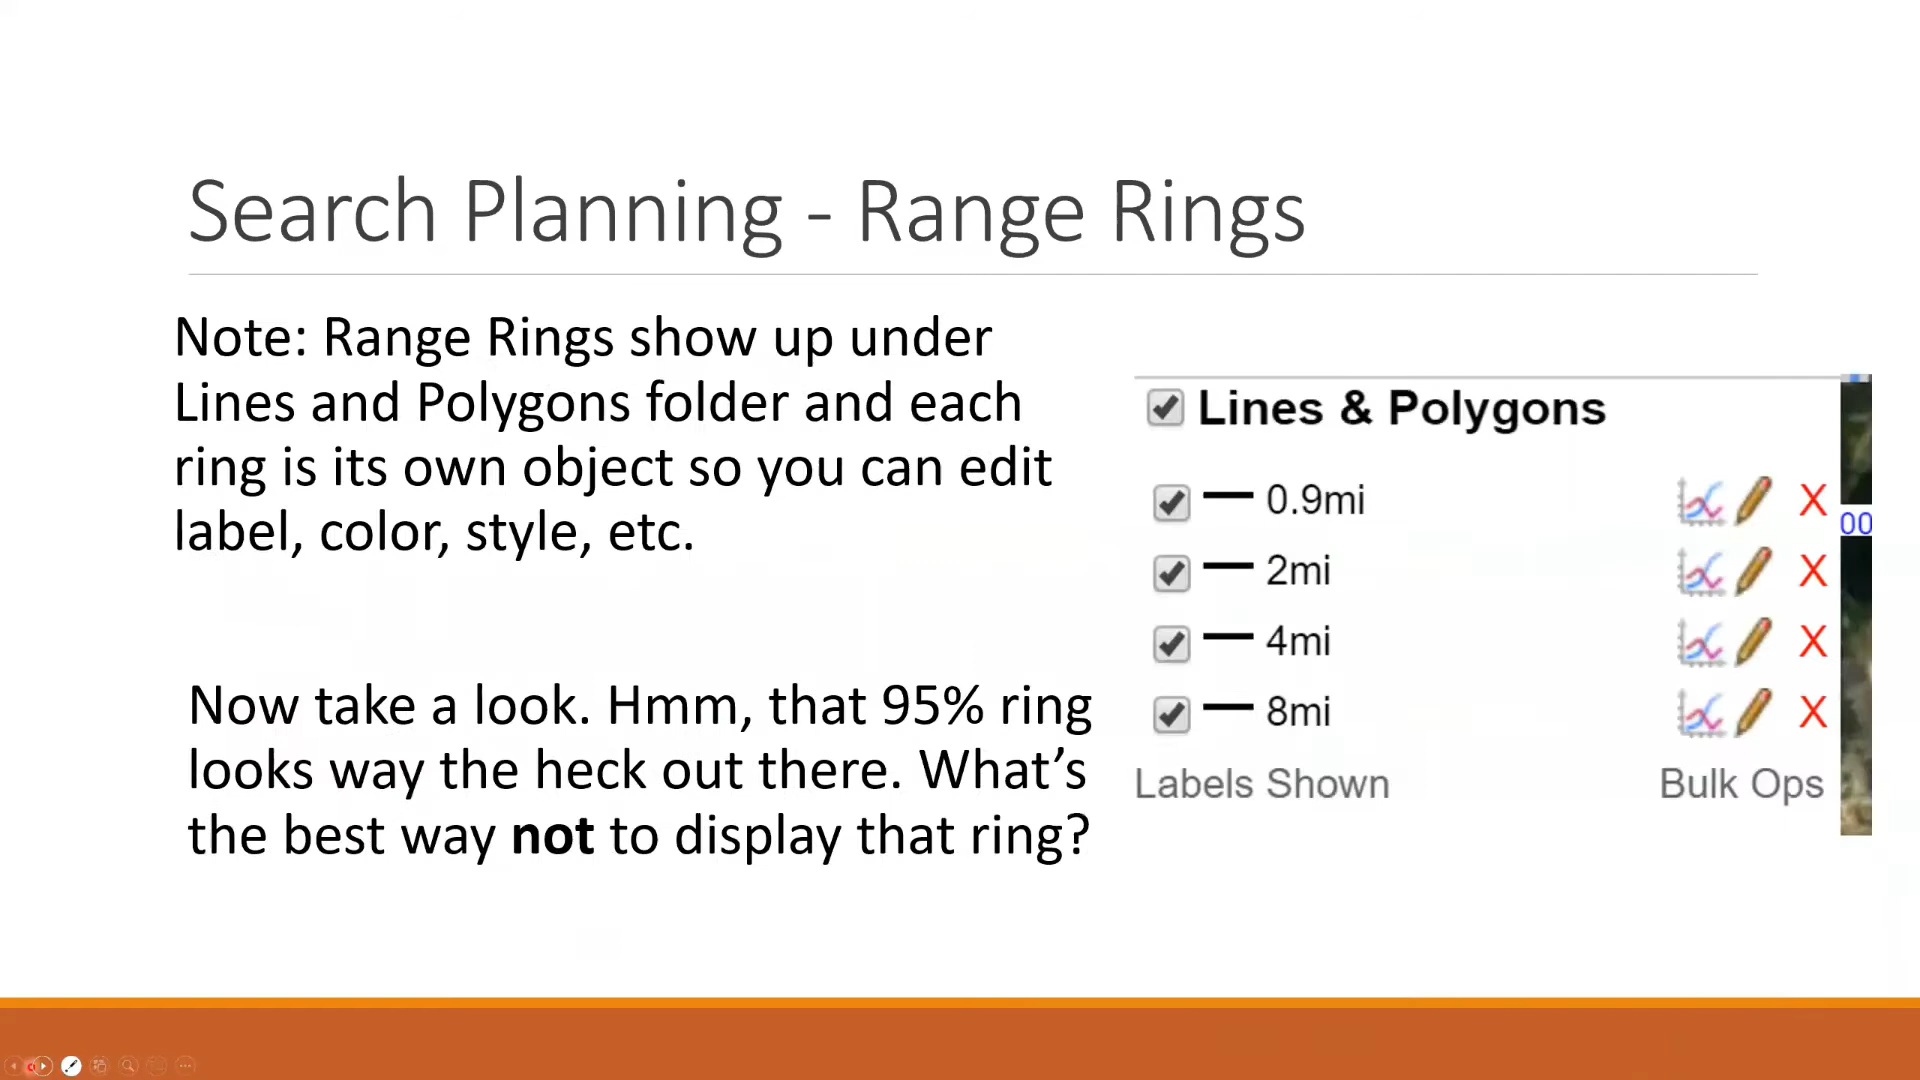 Search Planning - Range Rings
Note: Range Rings show up under
Lines and Polygons folder and each
ring is its own object so you can edit
label, color, style, etc.
Now take a look. Hmm, that 95% ring
looks way the heck out there. What’s
the best way not to display that ring?
Lines & Polygons
0.9mi X
2mi X
4mi X
8mi X
Labels Shown Bulk Ops
00